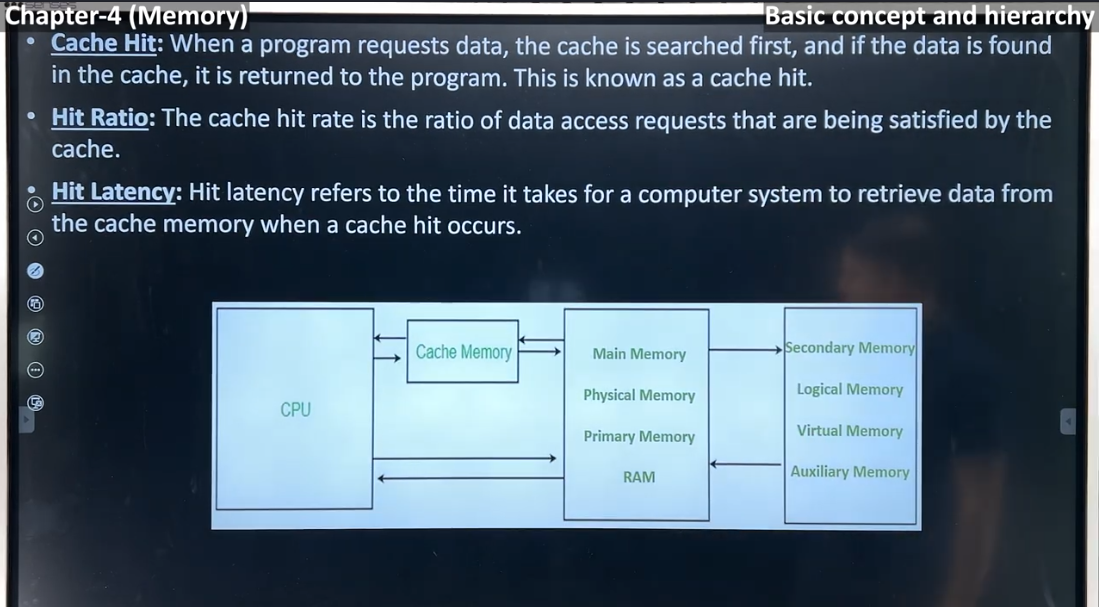 Chapter-4 (Memory)
Basic concept and hierarchy
• Cache Hit: When a program requests data, the cache is searched first, and if the data is found
in the cache, it is returned to the program. This is known as a cache hit.
• Hit Ratio: The cache hit rate is the ratio of data access requests that are being satisfied by the
cache.
• Hit Latency: Hit latency refers to the time it takes for a computer system to retrieve data from
the cache memory when a cache hit occurs.
CPU
Cache Memory
Main Memory
Physical Memory
Primary Memory
RAM
Secondary Memory
Logical Memory
Virtual Memory
Auxiliary Memory